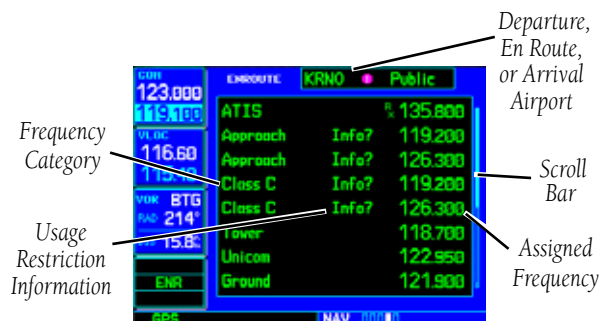 Departure,
En Route,
or Arrival
Airport
COM
123.000
119.100
ENROUTE KRNO Public
ATIS Rx 135.800
Approach Info? 119.200
Approach Info? 126.300
Class C Info? 119.200
Class C Info? 126.300
Tower 118.700
Unicom 122.950
Ground 121.900
VLOC
116.60
VOR BTG
RAD 214°
15.8
ENR
GPS NAV
Frequency
Category
Usage
Restriction
Information
Scroll
Bar
Assigned
Frequency